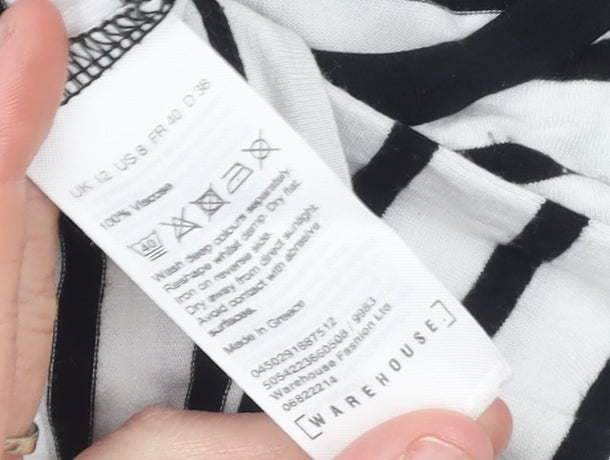 UK 12 US 8 FR 40 D 38
100% Viscose
40
Wash deep colours separately.
Reshape whilst damp. Dry flat.
Iron on reverse side.
Dry away from direct sunlight.
Avoid contact with abrasive
surfaces.
Made in Greece
0450291887512
5054223660508 / 9983
Warehouse Fashion Ltd
06822214
[WAREHOUSE.]